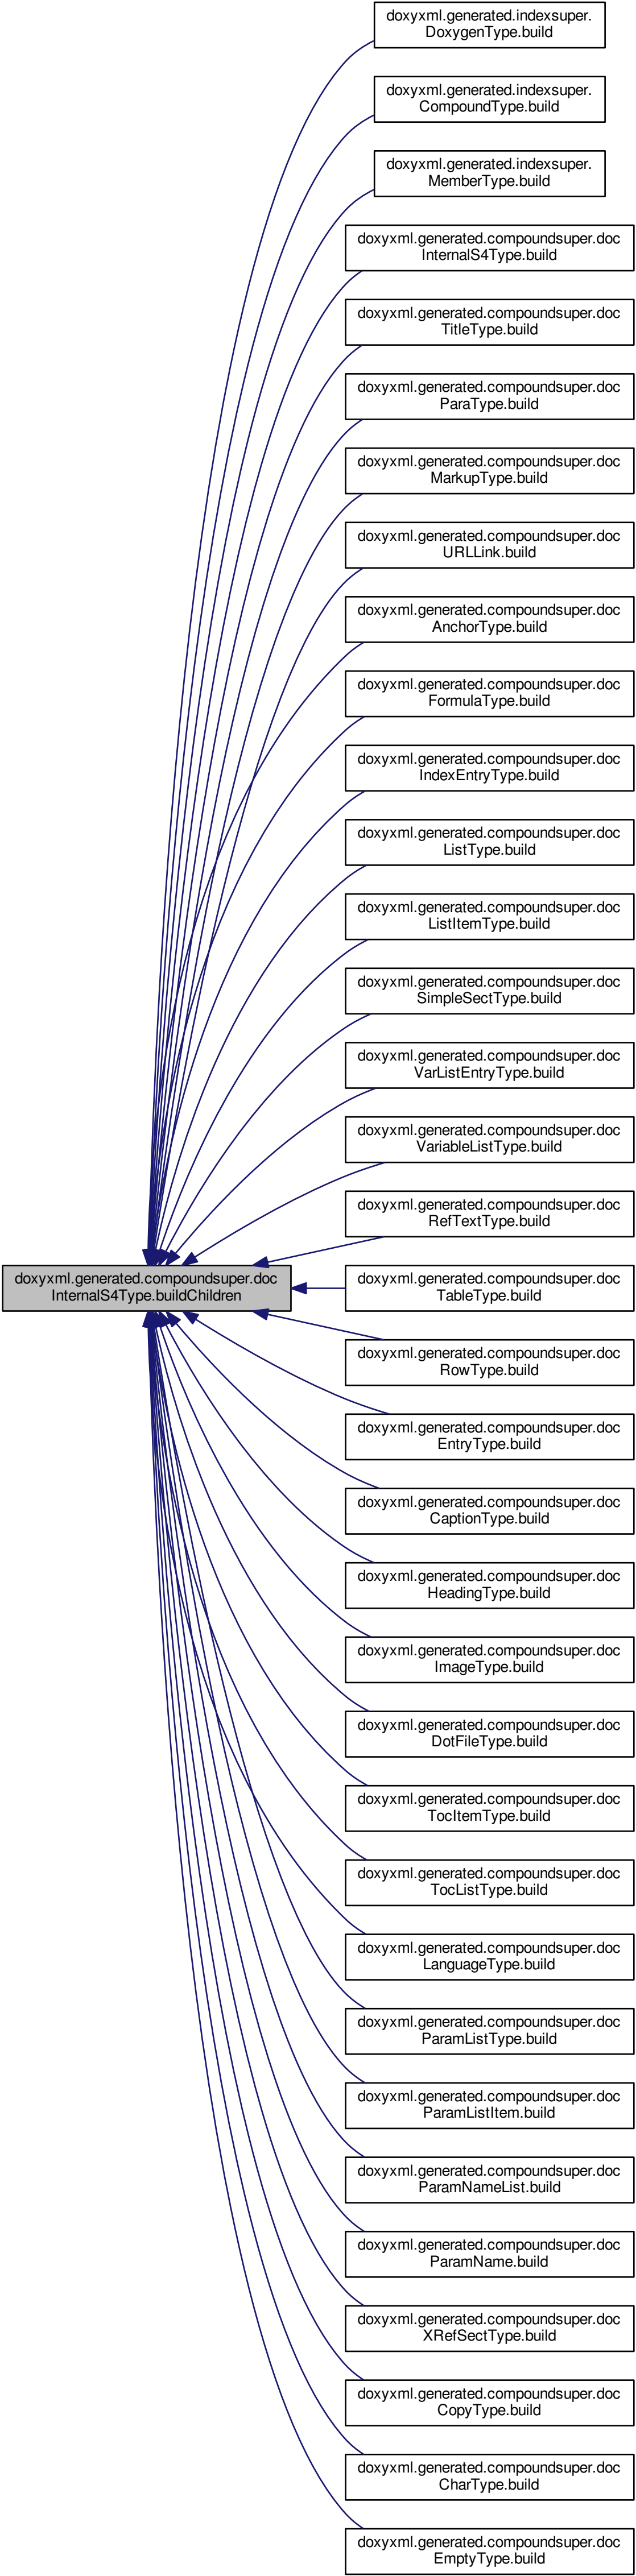 doxyxml.generated.indexsuper.
DoxygenType.build
doxyxml.generated.indexsuper.
CompoundType.build
doxyxml.generated.indexsuper.
MemberType.build
doxyxml.generated.compoundsuper.doc
InternalS4Type.build
doxyxml.generated.compoundsuper.doc
TitleType.build
doxyxml.generated.compoundsuper.doc
ParaType.build
doxyxml.generated.compoundsuper.doc
MarkupType.build
doxyxml.generated.compoundsuper.doc
URLLink.build
doxyxml.generated.compoundsuper.doc
AnchorType.build
doxyxml.generated.compoundsuper.doc
FormulaType.build
doxyxml.generated.compoundsuper.doc
IndexEntryType.build
doxyxml.generated.compoundsuper.doc
ListType.build
doxyxml.generated.compoundsuper.doc
ListItemType.build
doxyxml.generated.compoundsuper.doc
SimpleSectType.build
doxyxml.generated.compoundsuper.doc
VarListEntryType.build
doxyxml.generated.compoundsuper.doc
VariableListType.build
doxyxml.generated.compoundsuper.doc
RefTextType.build
doxyxml.generated.compoundsuper.doc
InternalS4Type.buildChildren
doxyxml.generated.compoundsuper.doc
TableType.build
doxyxml.generated.compoundsuper.doc
RowType.build
doxyxml.generated.compoundsuper.doc
EntryType.build
doxyxml.generated.compoundsuper.doc
CaptionType.build
doxyxml.generated.compoundsuper.doc
HeadingType.build
doxyxml.generated.compoundsuper.doc
ImageType.build
doxyxml.generated.compoundsuper.doc
DotFileType.build
doxyxml.generated.compoundsuper.doc
TocItemType.build
doxyxml.generated.compoundsuper.doc
TocListType.build
doxyxml.generated.compoundsuper.doc
LanguageType.build
doxyxml.generated.compoundsuper.doc
ParamListType.build
doxyxml.generated.compoundsuper.doc
ParamListItem.build
doxyxml.generated.compoundsuper.doc
ParamNameList.build
doxyxml.generated.compoundsuper.doc
ParamName.build
doxyxml.generated.compoundsuper.doc
XRefSectType.build
doxyxml.generated.compoundsuper.doc
CopyType.build
doxyxml.generated.compoundsuper.doc
CharType.build
doxyxml.generated.compoundsuper.doc
EmptyType.build